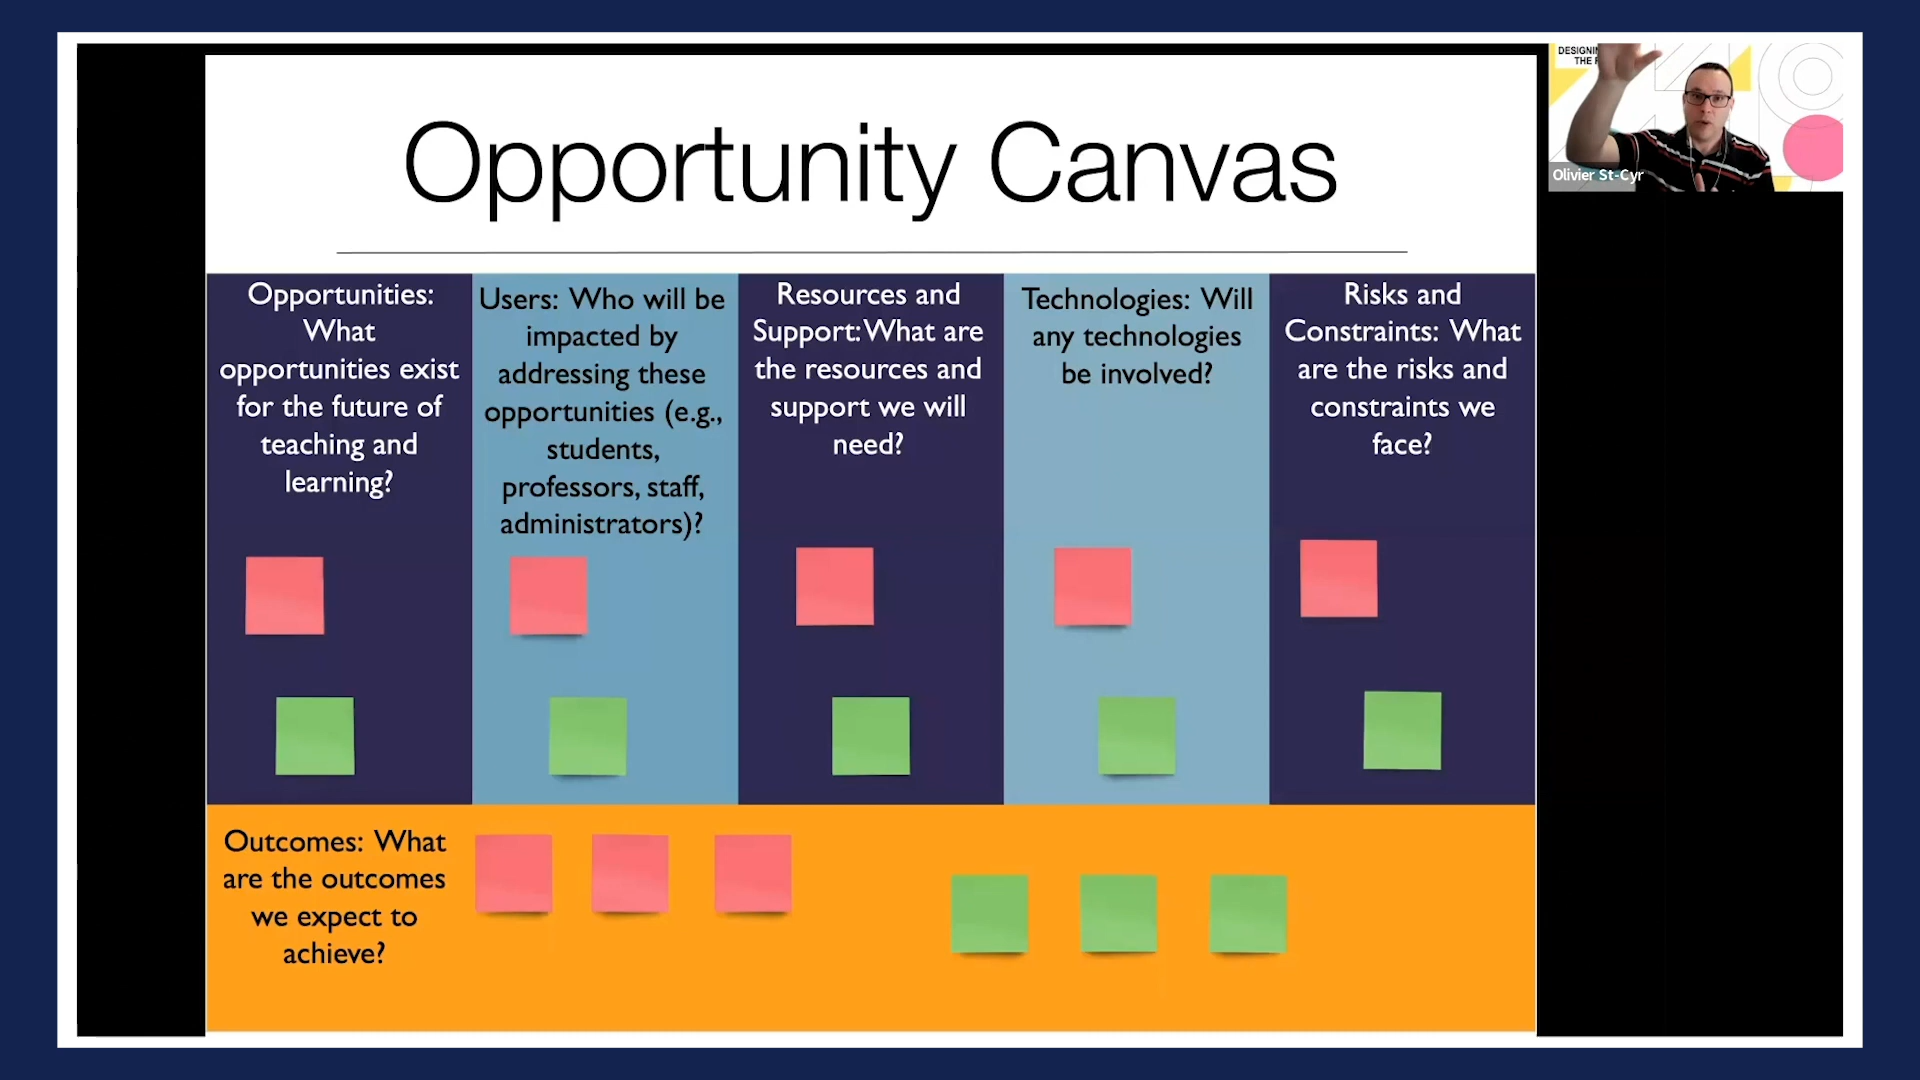 Opportunity Canvas
Opportunities:
What
opportunities exist
for the future of
teaching and
learning?
Users: Who will be
impacted by
addressing these
opportunities (e.g.,
students,
professors, staff,
administrators)?
Resources and
Support: What are
the resources and
support we will
need?
Technologies: Will
any technologies
be involved?
Risks and
Constraints: What
are the risks and
constraints we
face?
Outcomes: What
are the outcomes
we expect to
achieve?
THE
Olivier St-Cyr